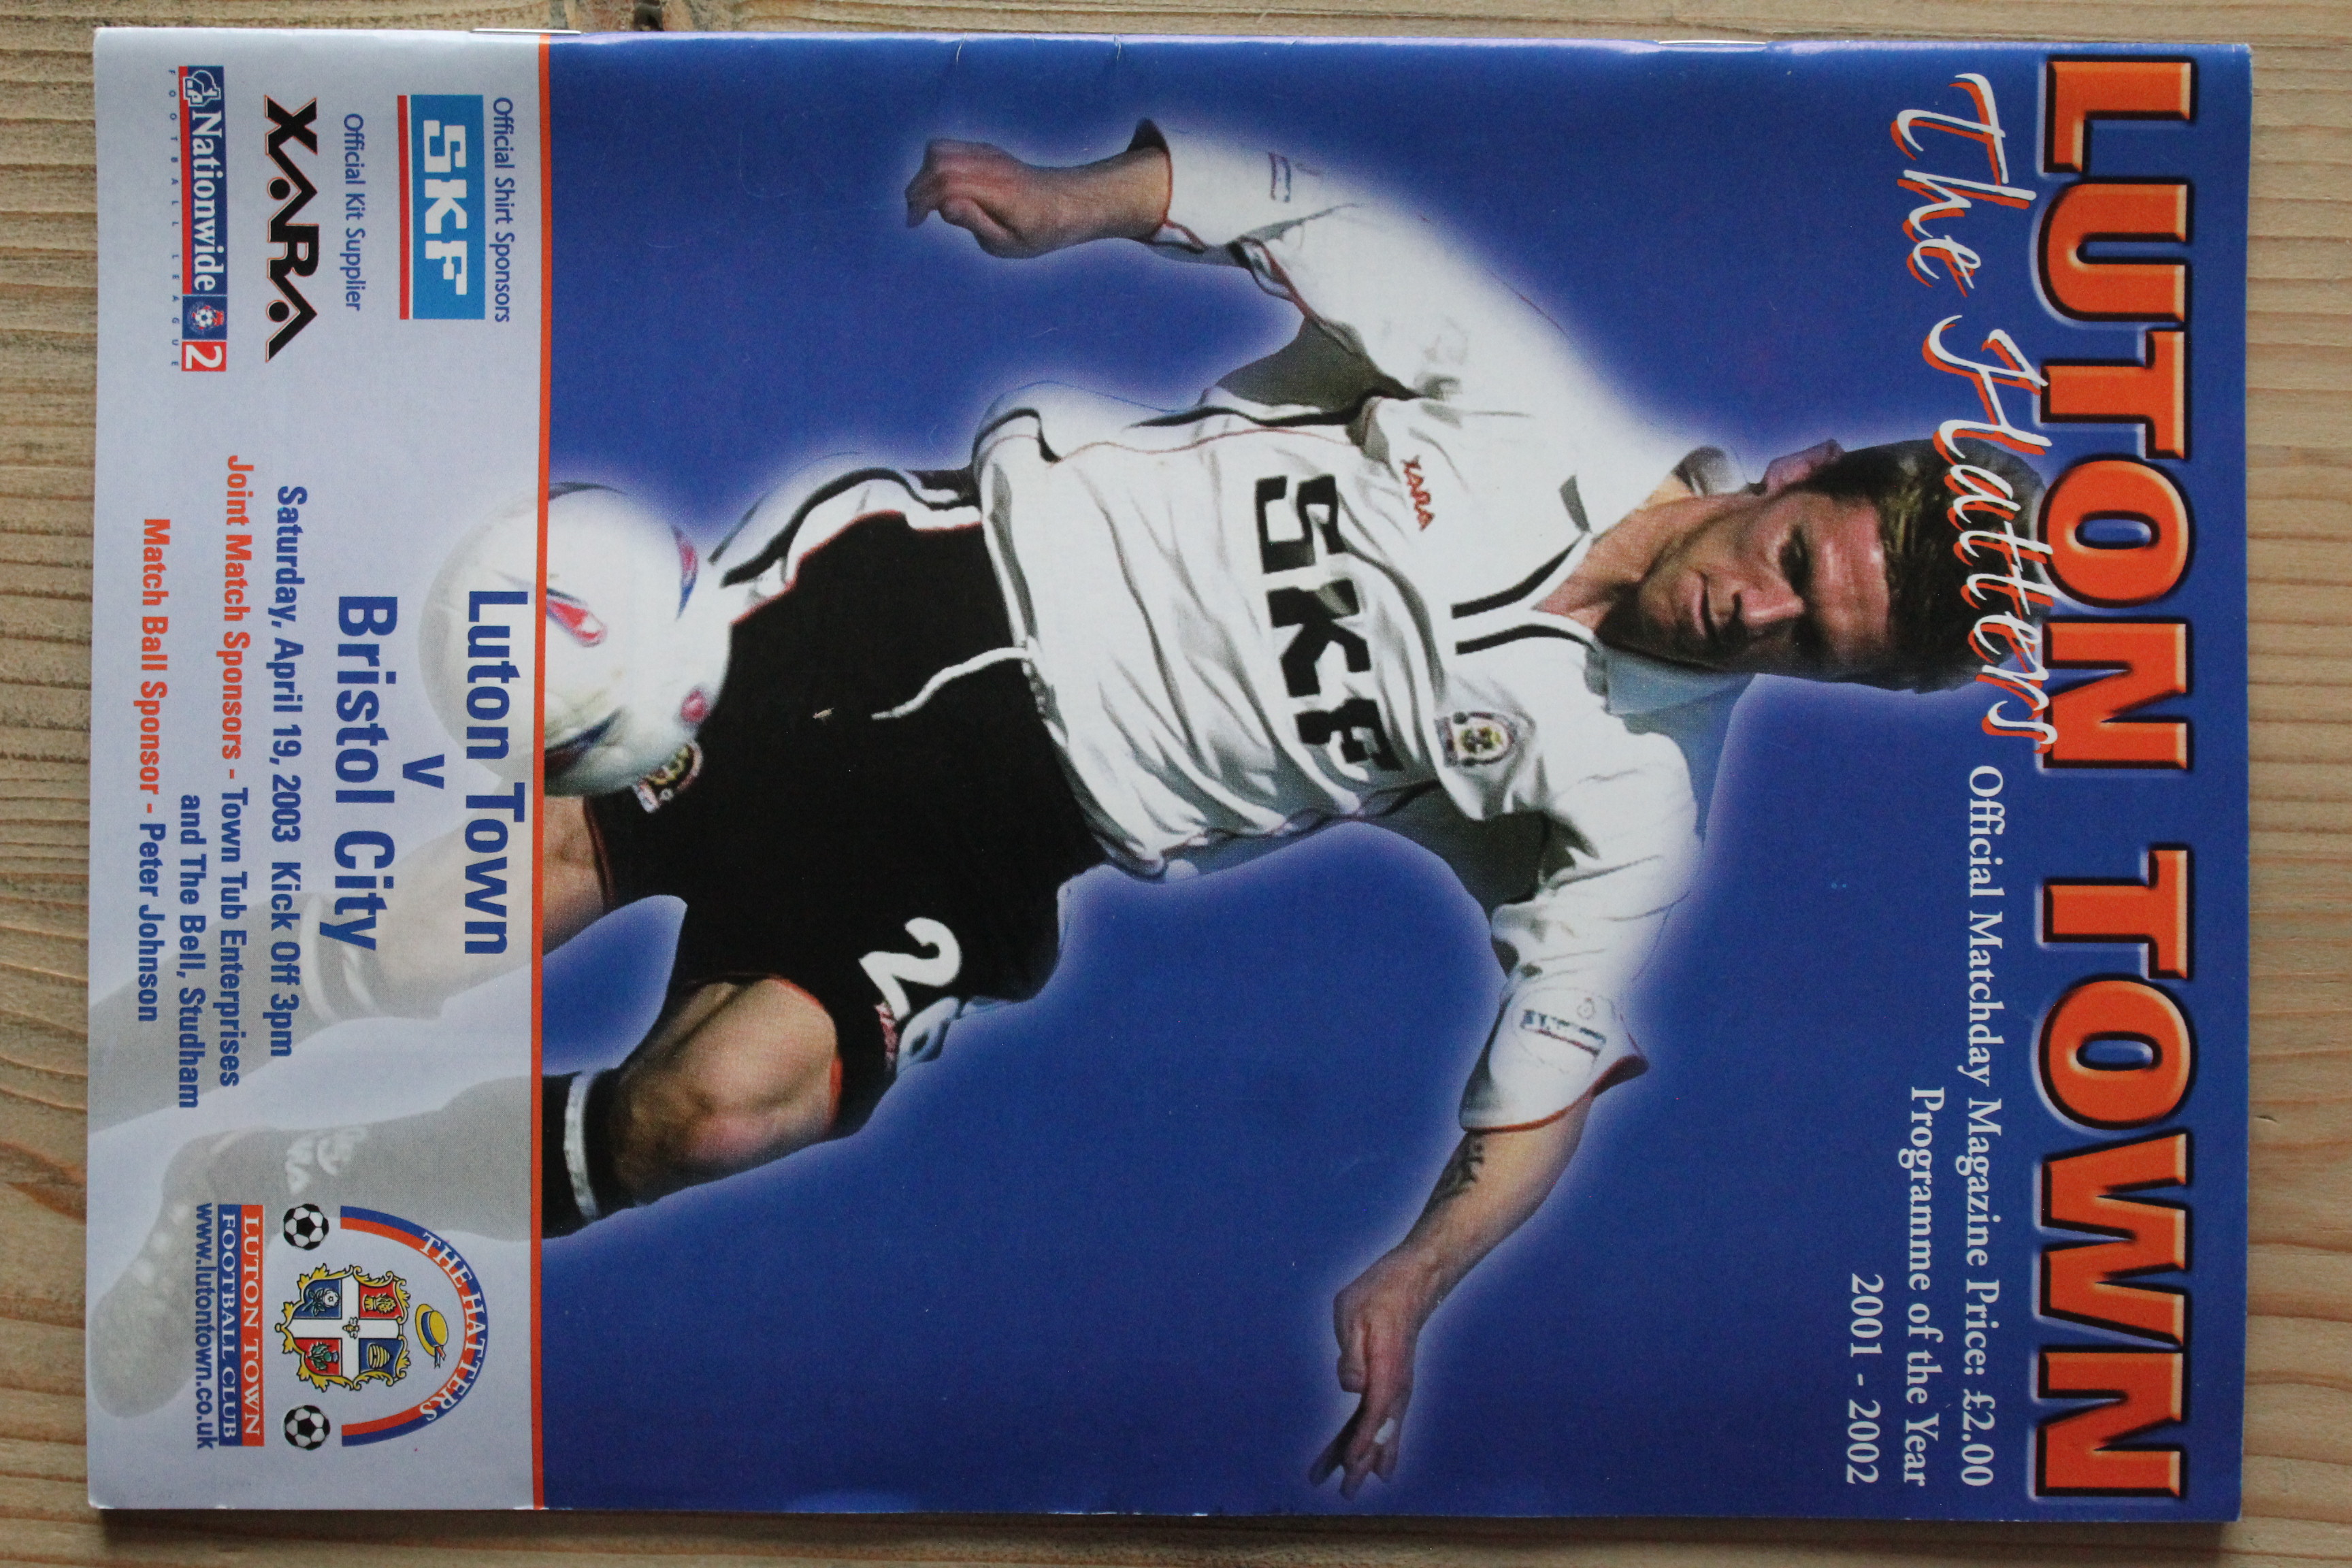 LUTON TOWN
The Hatters
Official Matchday Magazine Price: £2.00
Programme of the Year
2001 - 2002
XARA
SKF
2
Official Shirt Sponsors
SKF
Official Kit Supplier
XARA
Nationwide 2
FOOTBALL LEAGUE
Luton Town
v
Bristol City
Saturday, April 19, 2003 Kick Off 3pm
Joint Match Sponsors - Town Tub Enterprises
and The Bell, Studham
Match Ball Sponsor - Peter Johnson
THE HATTERS
LUTON TOWN
FOOTBALL CLUB
www.lutontown.co.uk